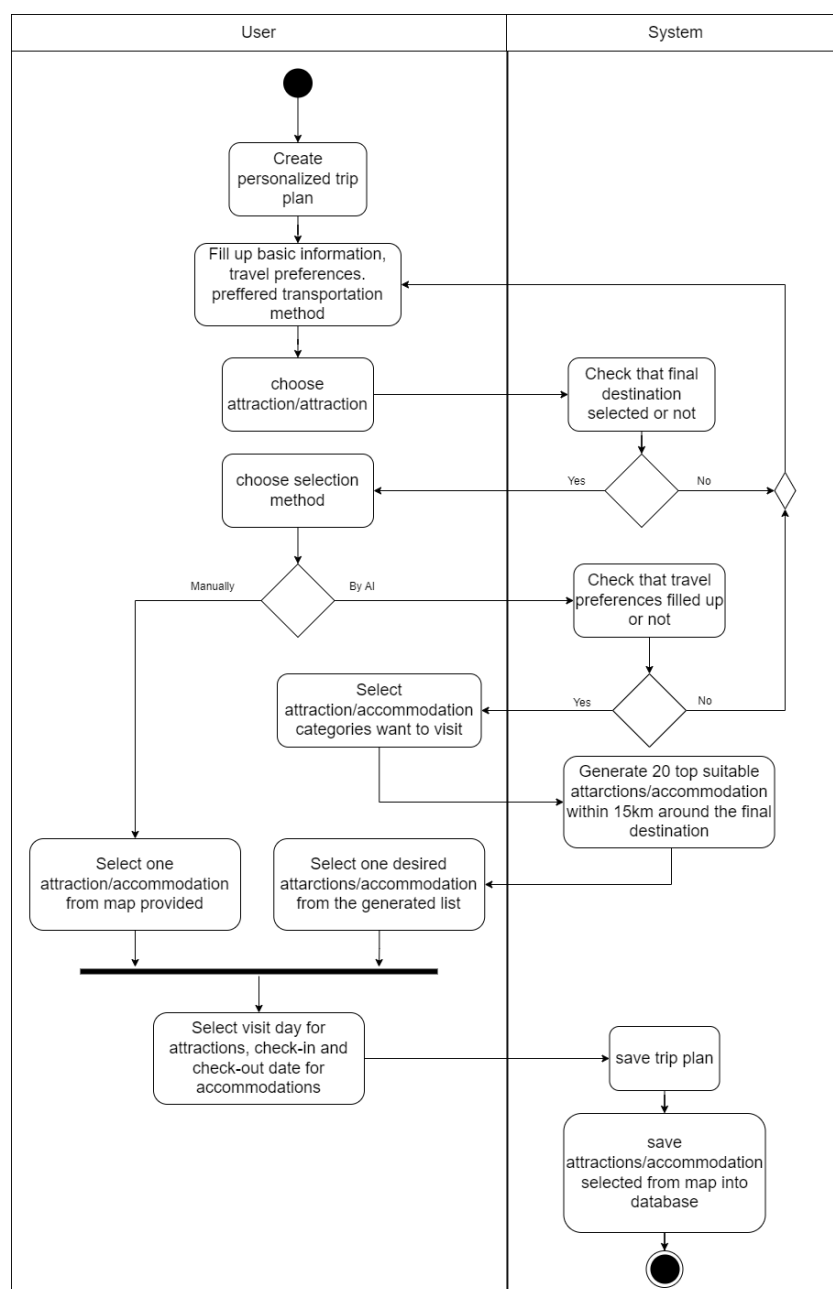 User
System
Create
personalized trip
plan
Fill up basic information,
travel preferences.
preffered transportation
method
choose
attraction/attraction
Check that final
destination
selected or not
choose selection
method
Yes
No
Manually
By AI
Check that travel
preferences filled up
or not
Select
attraction/accommodation
categories want to visit
Yes
No
Generate 20 top suitable
attarctions/accommodation
within 15km around the final
destination
Select one
attraction/accommodation
from map provided
Select one desired
attarctions/accommodation
from the generated list
Select visit day for
attractions, check-in and
check-out date for
accommodations
save trip plan
save
attractions/accommodation
selected from map into
database